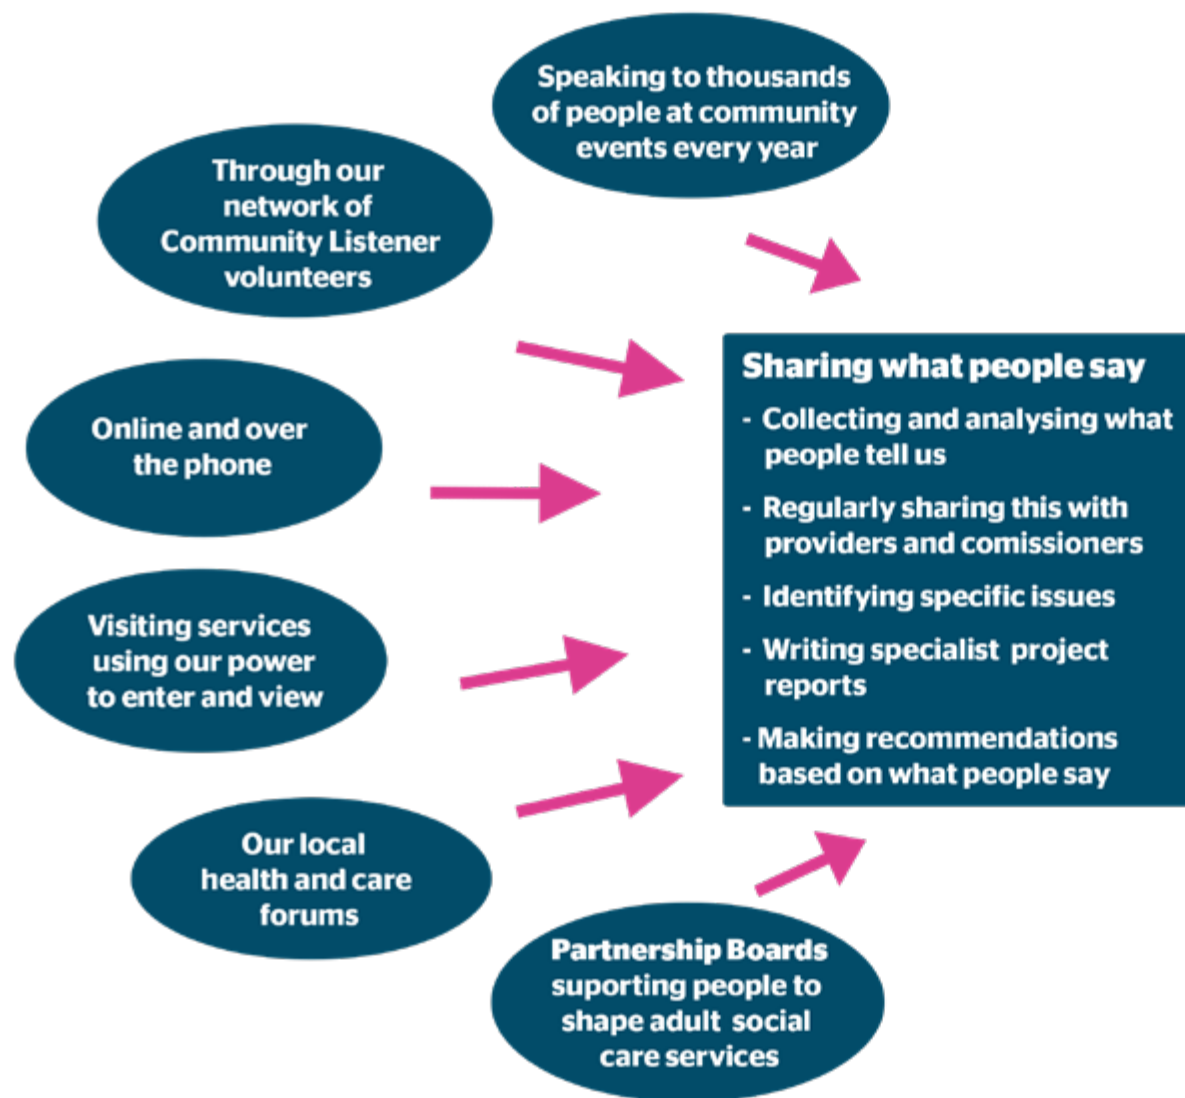 Speaking to thousands
of people at community
events every year
Through our
network of
Community Listener
volunteers
Online and over
the phone
Visiting services
using our power
to enter and view
Our local
health and care
forums
Partnership Boards
suporting people to
shape adult social
care services
Sharing what people say
- Collecting and analysing what
people tell us
- Regularly sharing this with
providers and comissioners
- Identifying specific issues
- Writing specialist project
reports
- Making recommendations
based on what people say